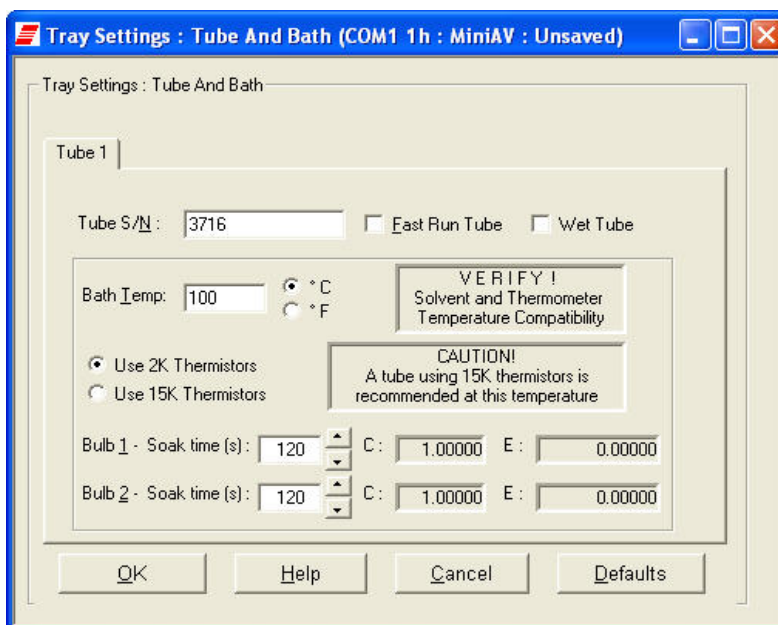 Tray Settings : Tube And Bath (COM1 1h : MiniAV : Unsaved)
Tray Settings : Tube And Bath
Tube 1
Tube S/N : 3716 Fast Run Tube Wet Tube
Bath Temp: 100 ° C
° F
VERIFY !
Solvent and Thermometer
Temperature Compatibility
Use 2K Thermistors
Use 15K Thermistors
CAUTION!
A tube using 15K thermistors is
recommended at this temperature
Bulb 1 - Soak time (s) : 120 C : 1.00000 E : 0.00000
Bulb 2 - Soak time (s) : 120 C : 1.00000 E : 0.00000
OK Help Cancel Defaults